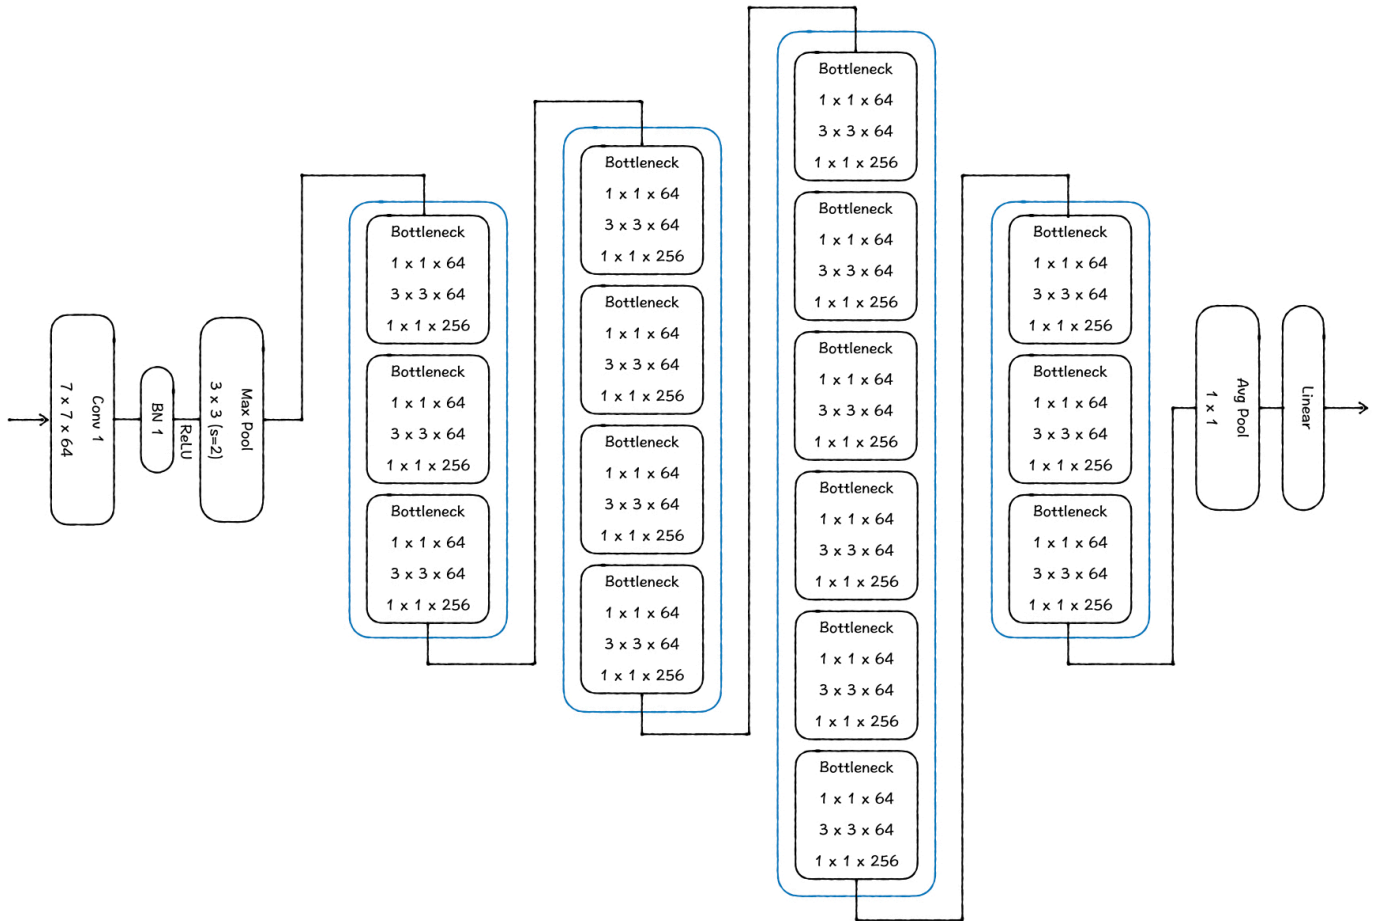 Conv 1
7 x 7 x 64
BN 1
ReLU
Max Pool
3 x 3 (s=2)
Bottleneck
1 x 1 x 64
3 x 3 x 64
1 x 1 x 256
Bottleneck
1 x 1 x 64
3 x 3 x 64
1 x 1 x 256
Bottleneck
1 x 1 x 64
3 x 3 x 64
1 x 1 x 256
Bottleneck
1 x 1 x 64
3 x 3 x 64
1 x 1 x 256
Bottleneck
1 x 1 x 64
3 x 3 x 64
1 x 1 x 256
Bottleneck
1 x 1 x 64
3 x 3 x 64
1 x 1 x 256
Bottleneck
1 x 1 x 64
3 x 3 x 64
1 x 1 x 256
Bottleneck
1 x 1 x 64
3 x 3 x 64
1 x 1 x 256
Bottleneck
1 x 1 x 64
3 x 3 x 64
1 x 1 x 256
Bottleneck
1 x 1 x 64
3 x 3 x 64
1 x 1 x 256
Bottleneck
1 x 1 x 64
3 x 3 x 64
1 x 1 x 256
Bottleneck
1 x 1 x 64
3 x 3 x 64
1 x 1 x 256
Bottleneck
1 x 1 x 64
3 x 3 x 64
1 x 1 x 256
Bottleneck
1 x 1 x 64
3 x 3 x 64
1 x 1 x 256
Bottleneck
1 x 1 x 64
3 x 3 x 64
1 x 1 x 256
Bottleneck
1 x 1 x 64
3 x 3 x 64
1 x 1 x 256
Avg Pool
1 x 1
Linear